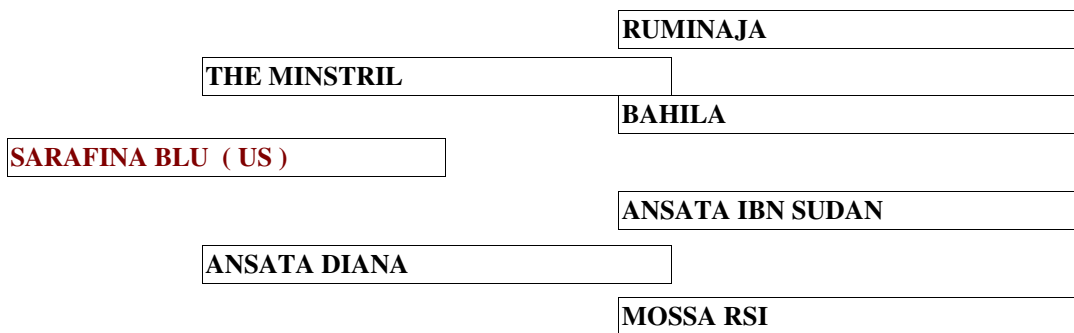 RUMINAJA
THE MINSTRIL
BAHILA
SARAFINA BLU ( US )
ANSATA IBN SUDAN
ANSATA DIANA
MOSSA RSI